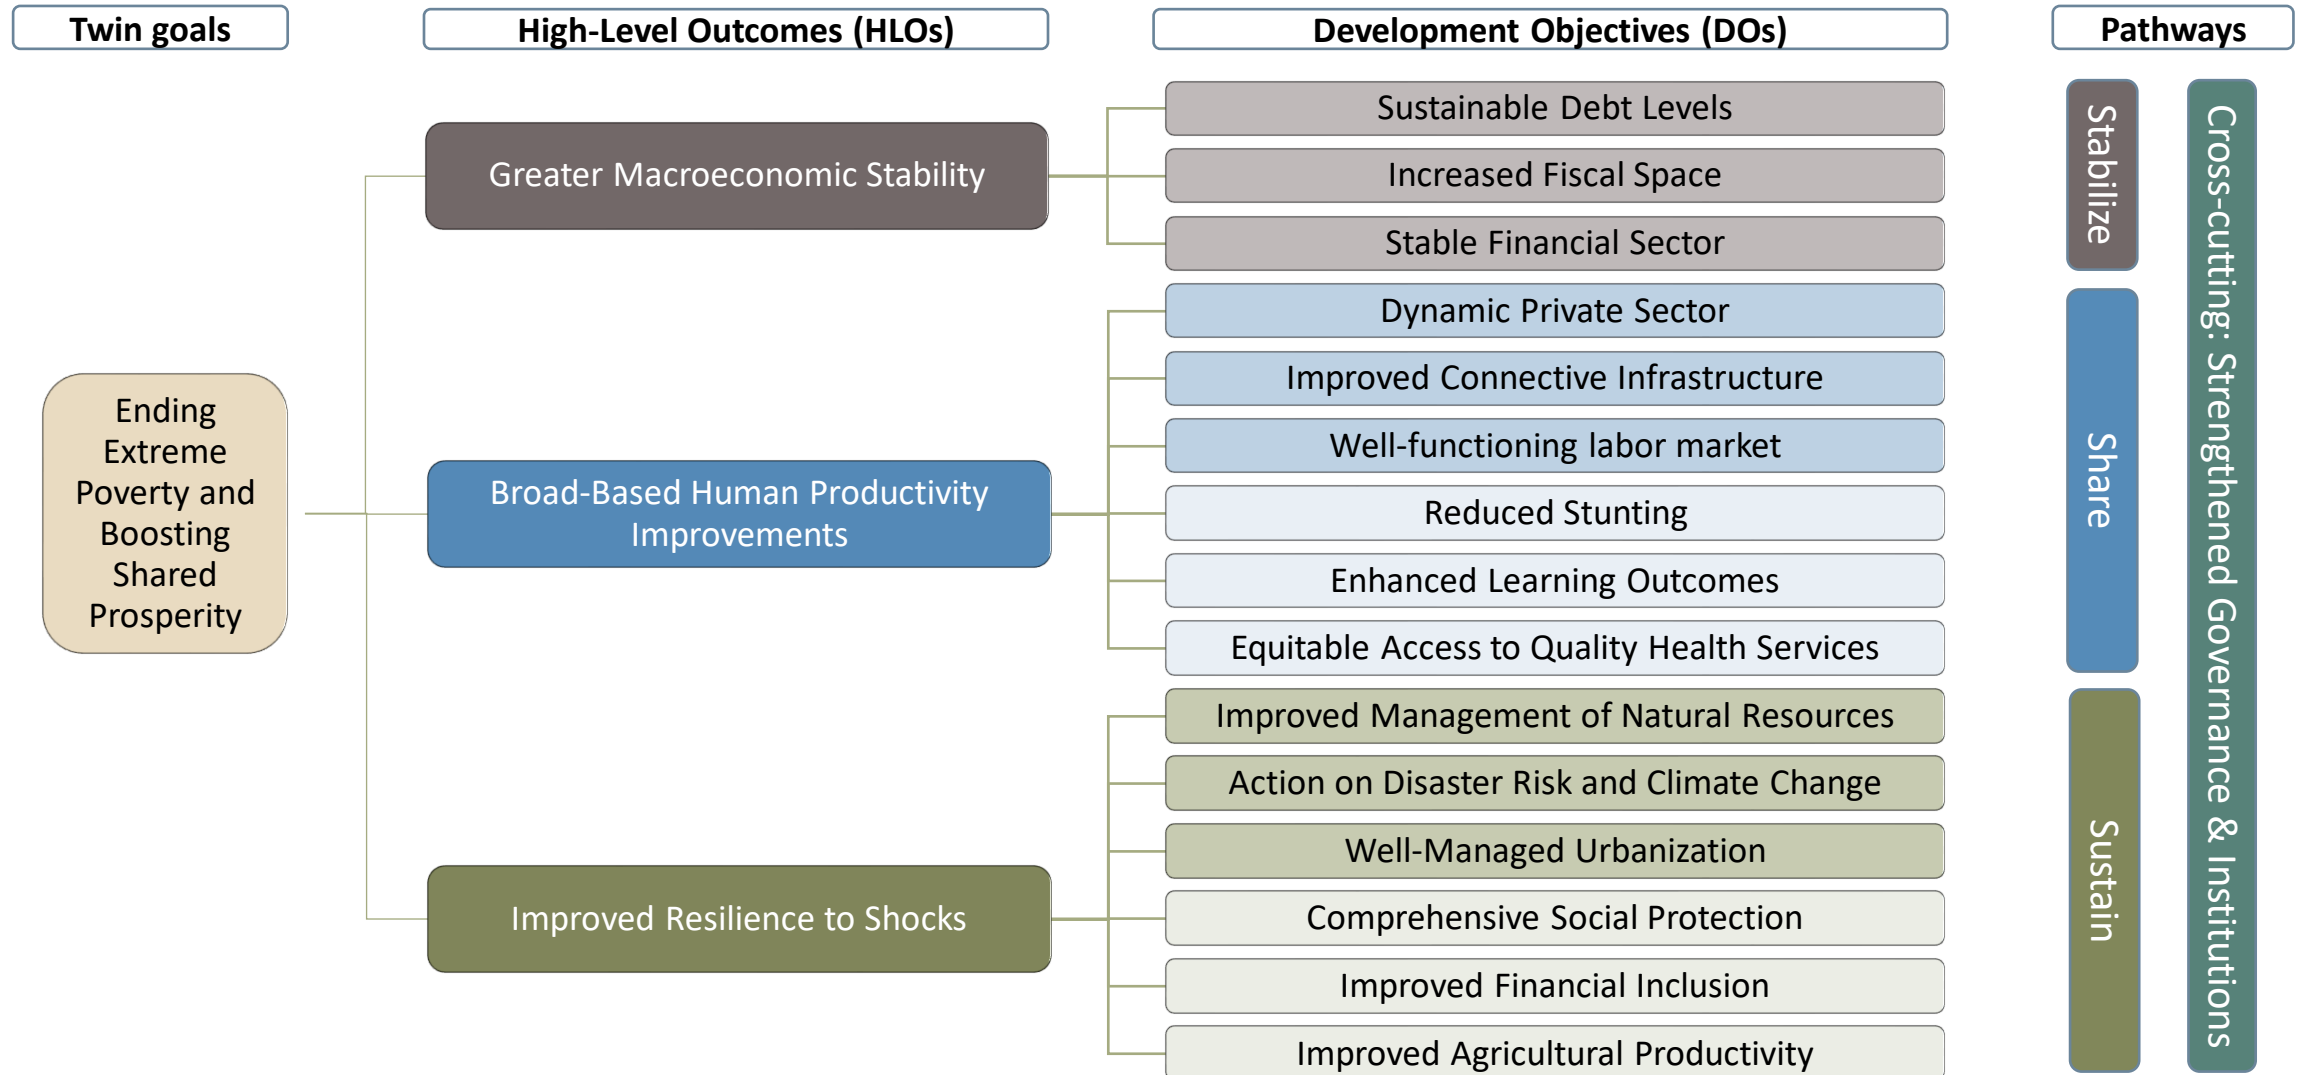 Twin goals
High-Level Outcomes (HLOs)
Development Objectives (DOs)
Pathways
Ending
Extreme
Poverty and
Boosting
Shared
Prosperity
Greater Macroeconomic Stability
Broad-Based Human Productivity
Improvements
Improved Resilience to Shocks
Sustainable Debt Levels
Increased Fiscal Space
Stable Financial Sector
Dynamic Private Sector
Improved Connective Infrastructure
Well-functioning labor market
Reduced Stunting
Enhanced Learning Outcomes
Equitable Access to Quality Health Services
Improved Management of Natural Resources
Action on Disaster Risk and Climate Change
Well-Managed Urbanization
Comprehensive Social Protection
Improved Financial Inclusion
Improved Agricultural Productivity
Stabilize
Share
Sustain
Cross-cutting: Strengthened Governance & Institutions